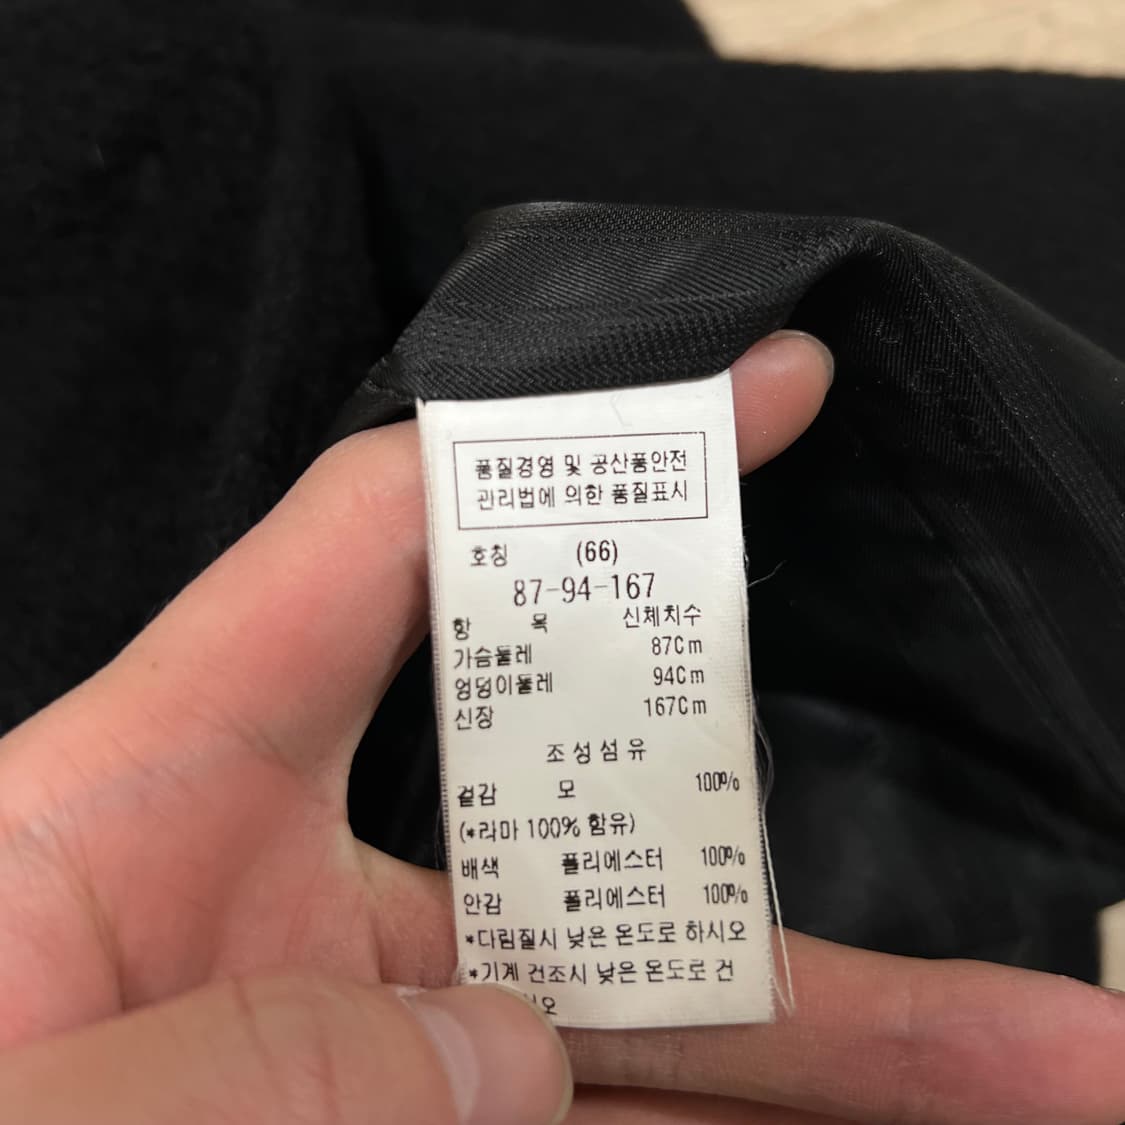 품질경영 및 공산품안전
관리법에 의한 품질표시
호칭 (66)
87-94-167
항 목 신체치수
가슴둘레 87Cm
엉덩이둘레 94Cm
신장 167Cm
조성섬유
겉감 모 100%
(*라마 100% 함유)
배색 폴리에스터 100%
안감 폴리에스터 100%
*다림질시 낮은 온도로 하시오
*기계 건조시 낮은 온도로 건